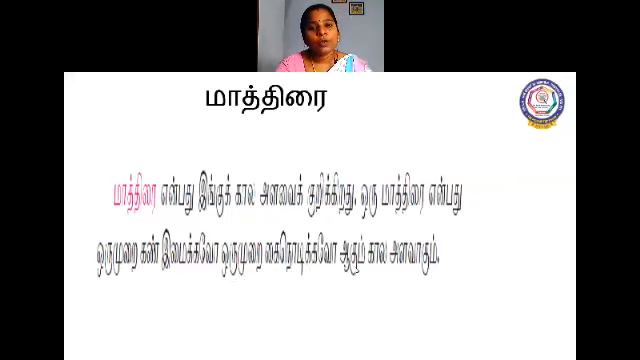 மாத்திரை
மாத்திரை என்பது இங்குக் கால அளவைக் குறிக்கிறது. ஒரு மாத்திரை என்பது
ஒருமுறை கண் இமைக்கவோ ஒருமுறை கைநொடிக்கவோ ஆகும் கால அளவாகும்.